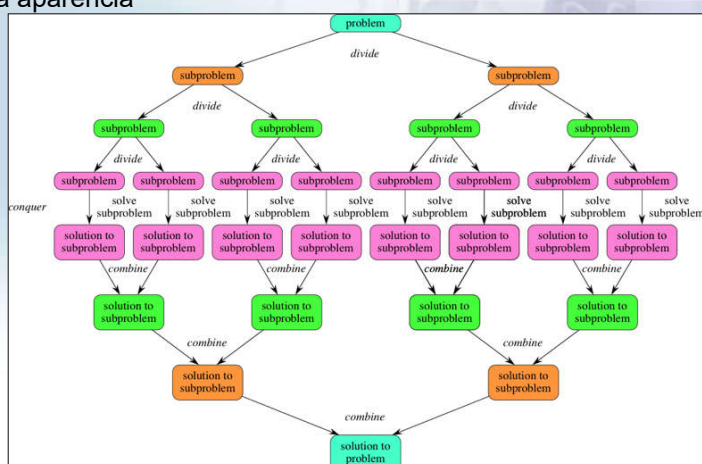 a aparência
problem
divide
subproblem subproblem
divide divide
subproblem subproblem subproblem subproblem
divide divide divide divide
subproblem subproblem subproblem subproblem subproblem subproblem subproblem subproblem
conquer
solve solve solve solve solve solve solve solve
subproblem subproblem subproblem subproblem subproblem subproblem subproblem subproblem
solution to solution to solution to solution to solution to solution to solution to solution to
subproblem subproblem subproblem subproblem subproblem subproblem subproblem subproblem
combine combine combine combine
solution to solution to solution to solution to
subproblem subproblem subproblem subproblem
combine combine
solution to solution to
subproblem subproblem
combine
solution to
problem